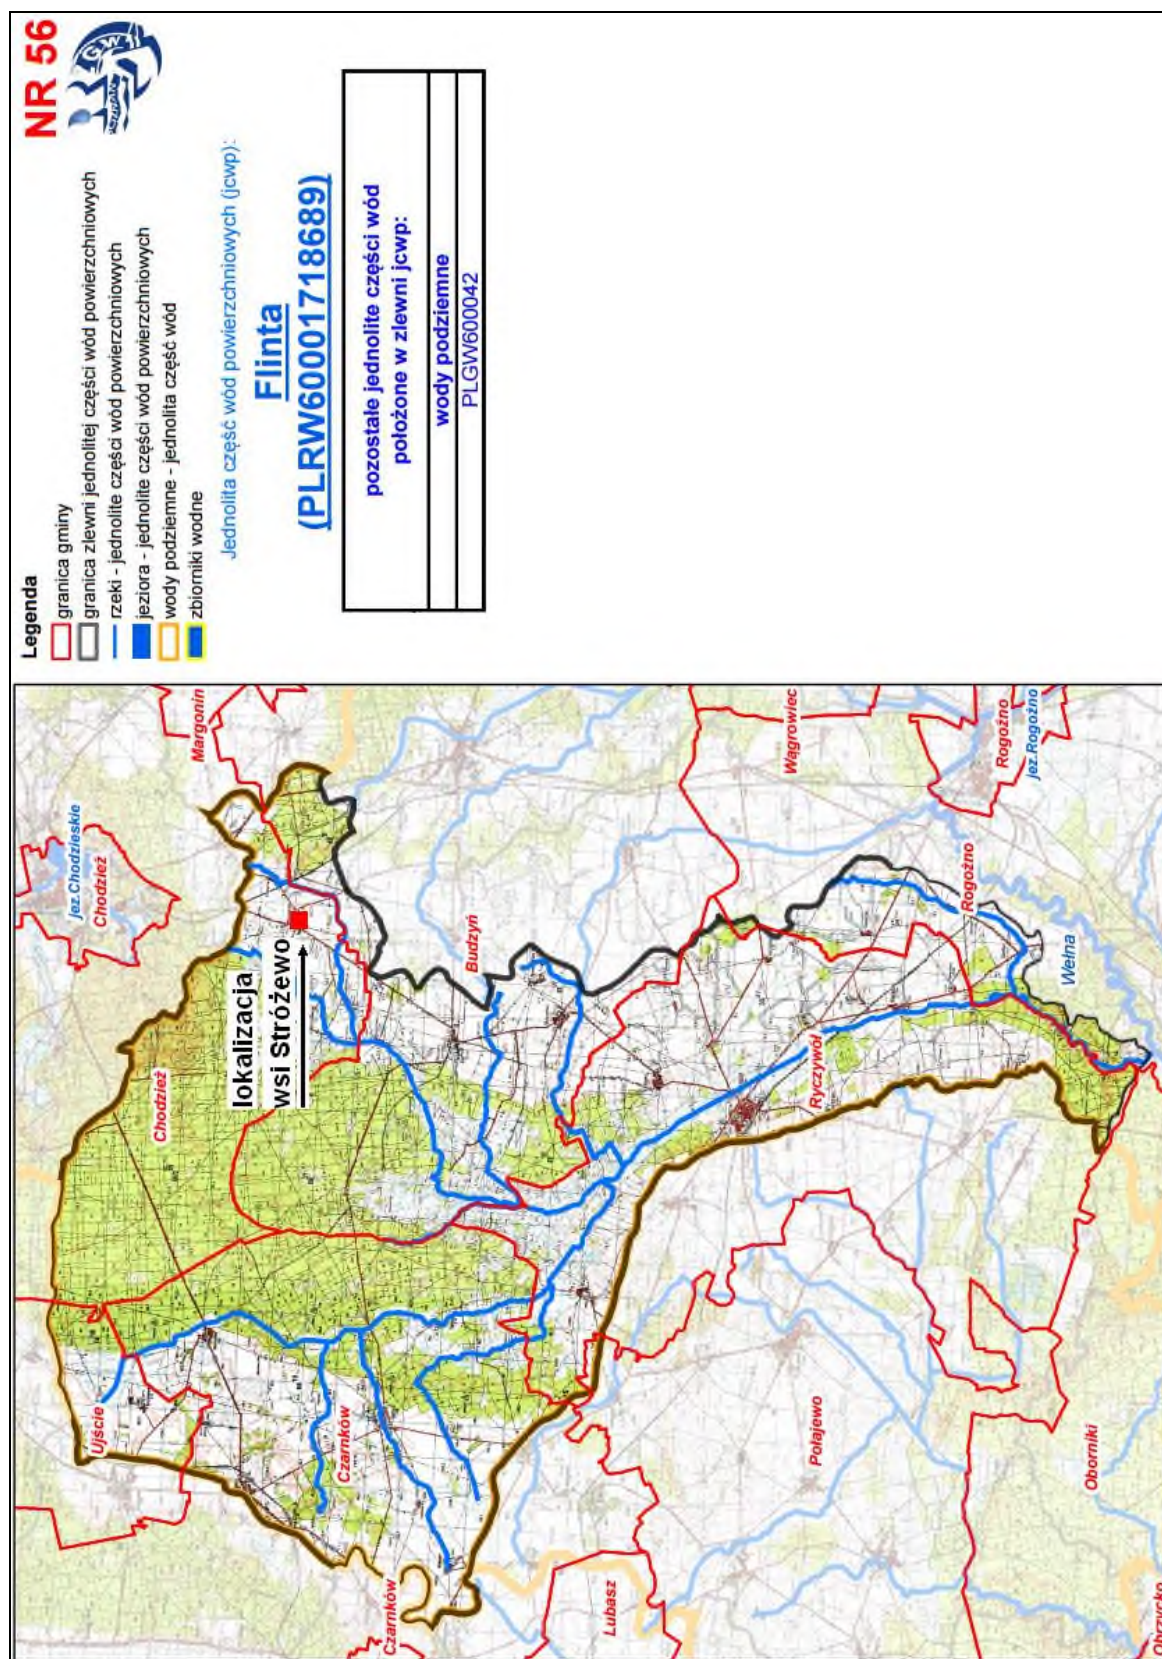 NR 56
Legenda
granica gminy
granica zlewni jednolitej części wód powierzchniowych
rzeki - jednolite części wód powierzchniowych
jeziora - jednolite części wód powierzchniowych
wody podziemne - jednolita część wód
zbiorniki wodne
Jednolita część wód powierzchniowych (jcwp):
Flinta
(PLRW6000171 8689)
pozostałe jednolite części wód
położone w zlewni jcwp:
wody podziemne
PLGW600042
Margonin
jez.Chodzieskie
Chodzież
Chodzież
lokalizacja
wsi Stróżewo
Budzyń
Wągrowiec
Rogoźno
jez.Rogoźno
Rogoźno
Wełna
Ryczywół
Ujście
Czarnków
Czarnków
Lubasz
Połajewo
Oborniki
Obrzycko